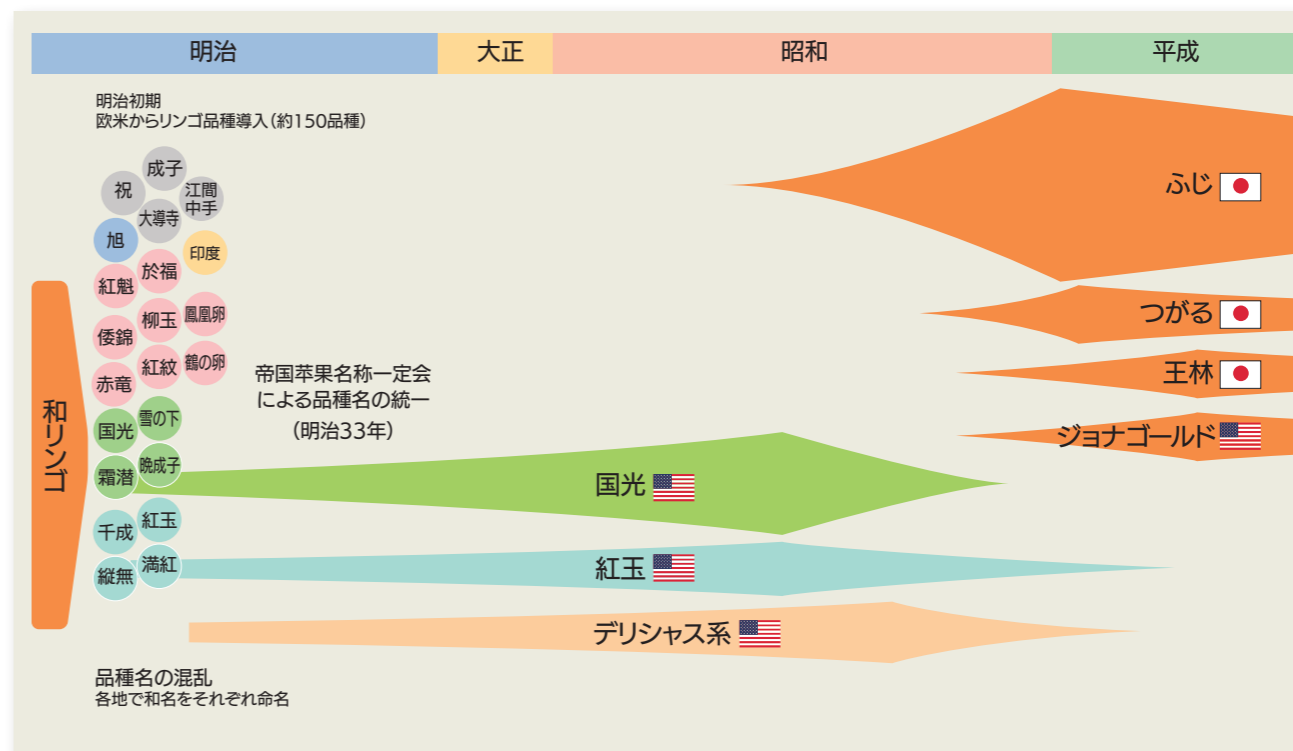 明治
大正
昭和
平成
明治初期
欧米からリンゴ品種導入(約150品種)
成子
祝
江間
中手
大導寺
旭
印度
於福
紅魁
柳玉
鳳凰卵
倭錦
紅紋
鶴の卵
赤竜
雪の下
国光
晩成子
霜潜
紅玉
千成
満紅
縦無
和リンゴ
帝国苹果名称一定会
による品種名の統一
(明治33年)
ふじ
つがる
王林
ジョナゴールド
国光
紅玉
デリシャス系
品種名の混乱
各地で和名をそれぞれ命名